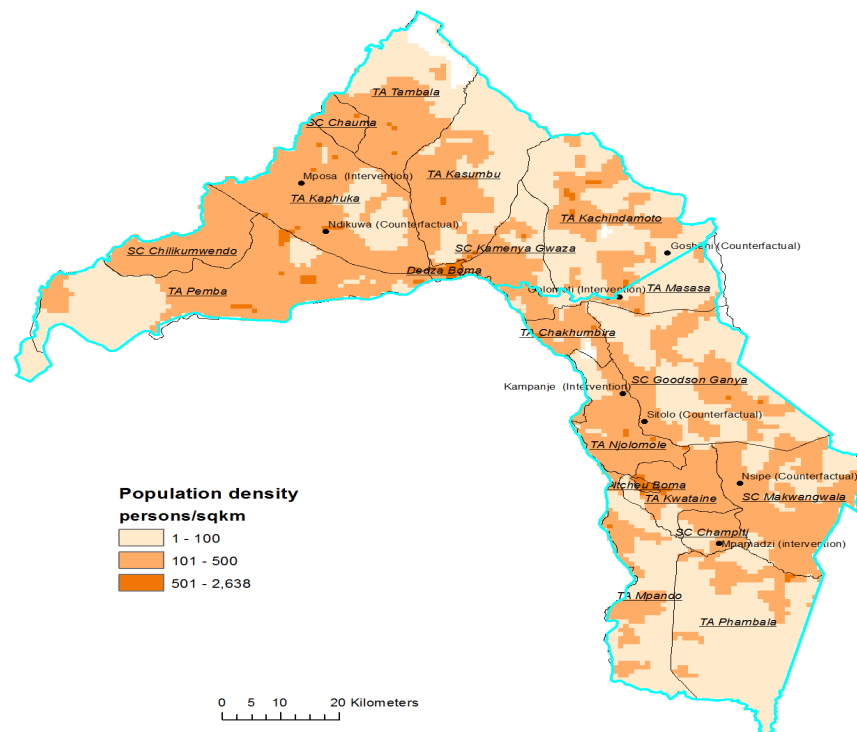 TA Tambala
SC Chauma
Mposa (Intervention)
TA Kasumbu
TA Kaphuka
TA Kachindamoto
Ndikuwa (Counterfactual)
SC Chilikumwendo
SC Kamenya Gwaza
Gosheni (Counterfactual)
Dedza Boma
TA Pemba
Golomoti (Intervention)
TA Masasa
TA Chakhumbira
SC Goodson Ganya
Kampanje (Intervention)
Sitolo (Counterfactual)
TA Njolomole
Nsipe (Counterfactual)
Ntcheu Boma
TA Kwataine
SC Makwangwala
SC Champiti
Mpamadzi (intervention)
TA Mpando
TA Phambala
Population density
persons/sqkm
1 - 100
101 - 500
501 - 2,638
0 5 10 20 Kilometers